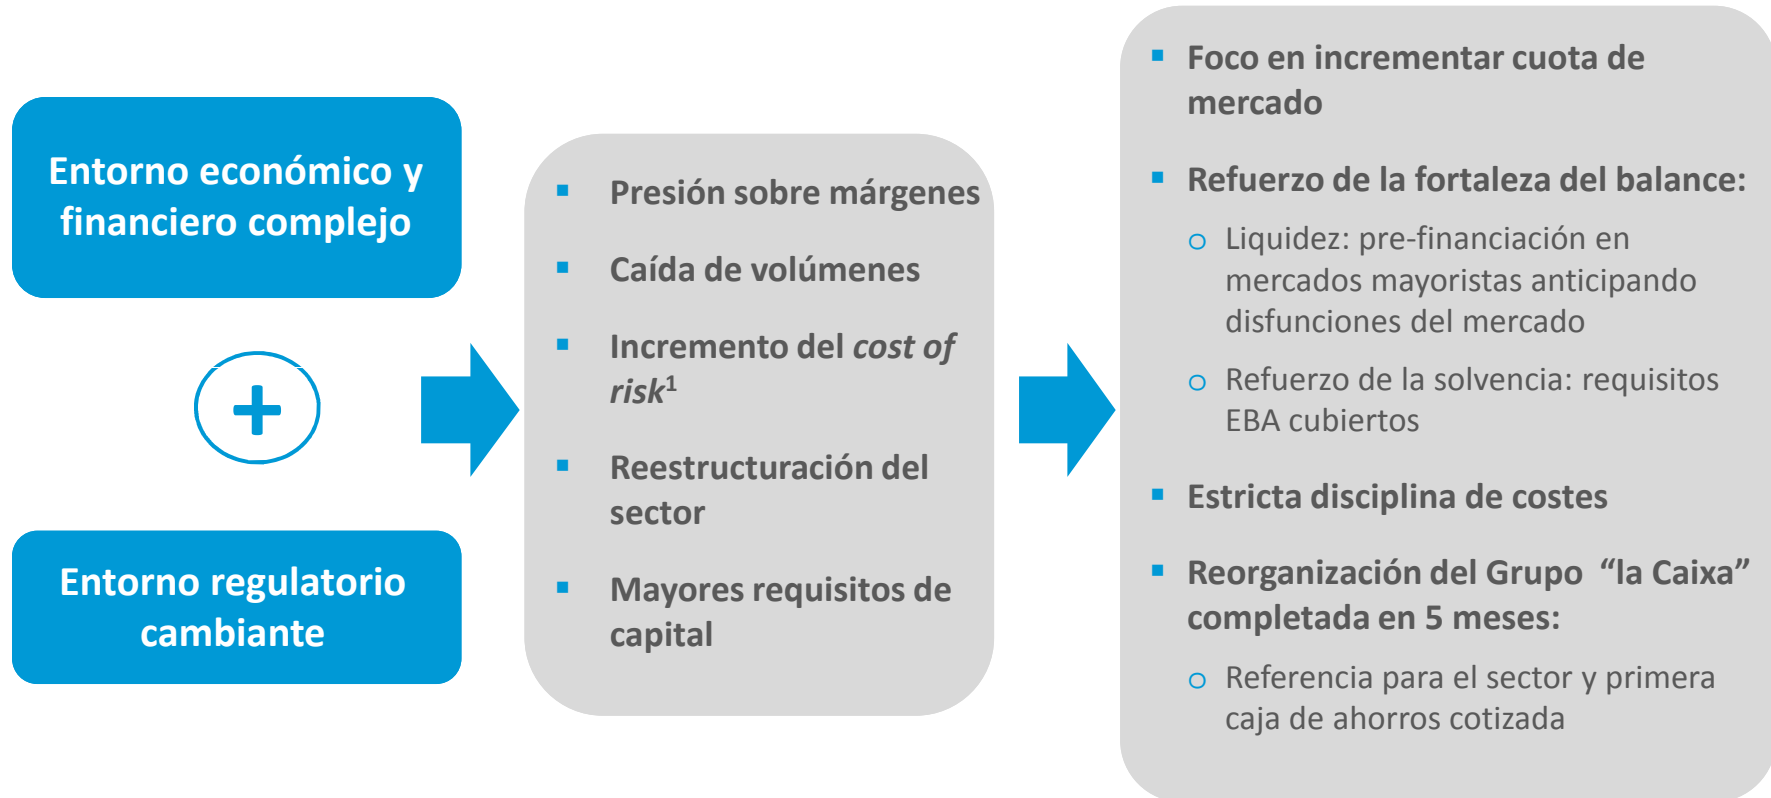 Entorno económico y
financiero complejo
+
Entorno regulatorio
cambiante
▪ Presión sobre márgenes
▪ Caída de volúmenes
▪ Incremento del cost of
risk¹
▪ Reestructuración del
sector
▪ Mayores requisitos de
capital
▪ Foco en incrementar cuota de
mercado
▪ Refuerzo de la fortaleza del balance:
o Liquidez: pre-financiación en
mercados mayoristas anticipando
disfunciones del mercado
o Refuerzo de la solvencia: requisitos
EBA cubiertos
▪ Estricta disciplina de costes
▪ Reorganización del Grupo “la Caixa”
completada en 5 meses:
o Referencia para el sector y primera
caja de ahorros cotizada